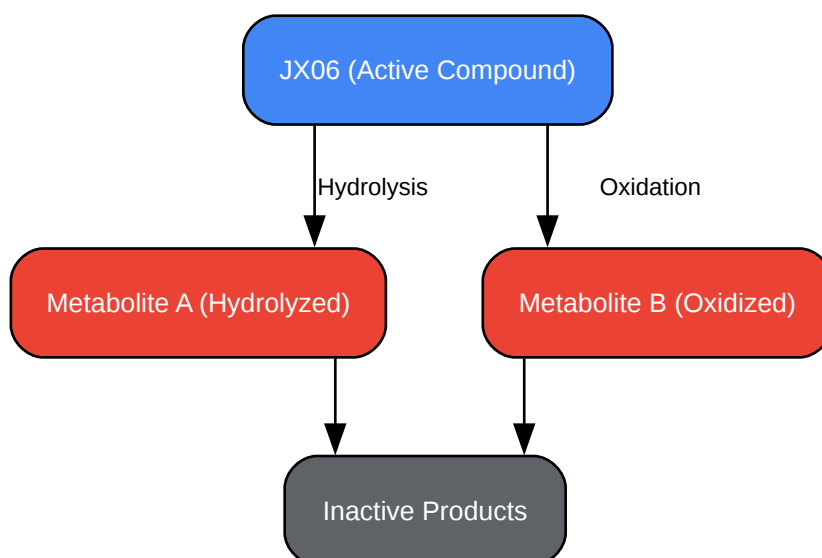 JX06 (Active Compound)
Hydrolysis
Oxidation
Metabolite A (Hydrolyzed)
Metabolite B (Oxidized)
Inactive Products